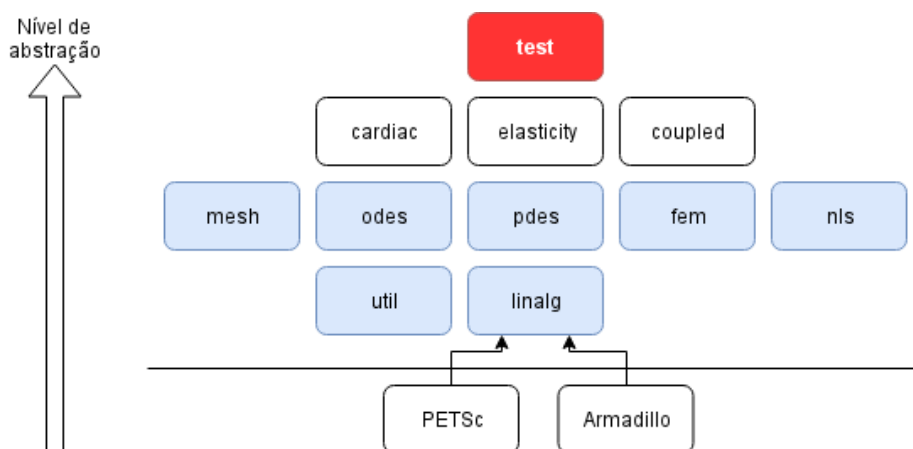 Nível de
abstração
test
cardiac
elasticity
coupled
mesh
odes
pdes
fem
nls
util
linalg
PETSc
Armadillo